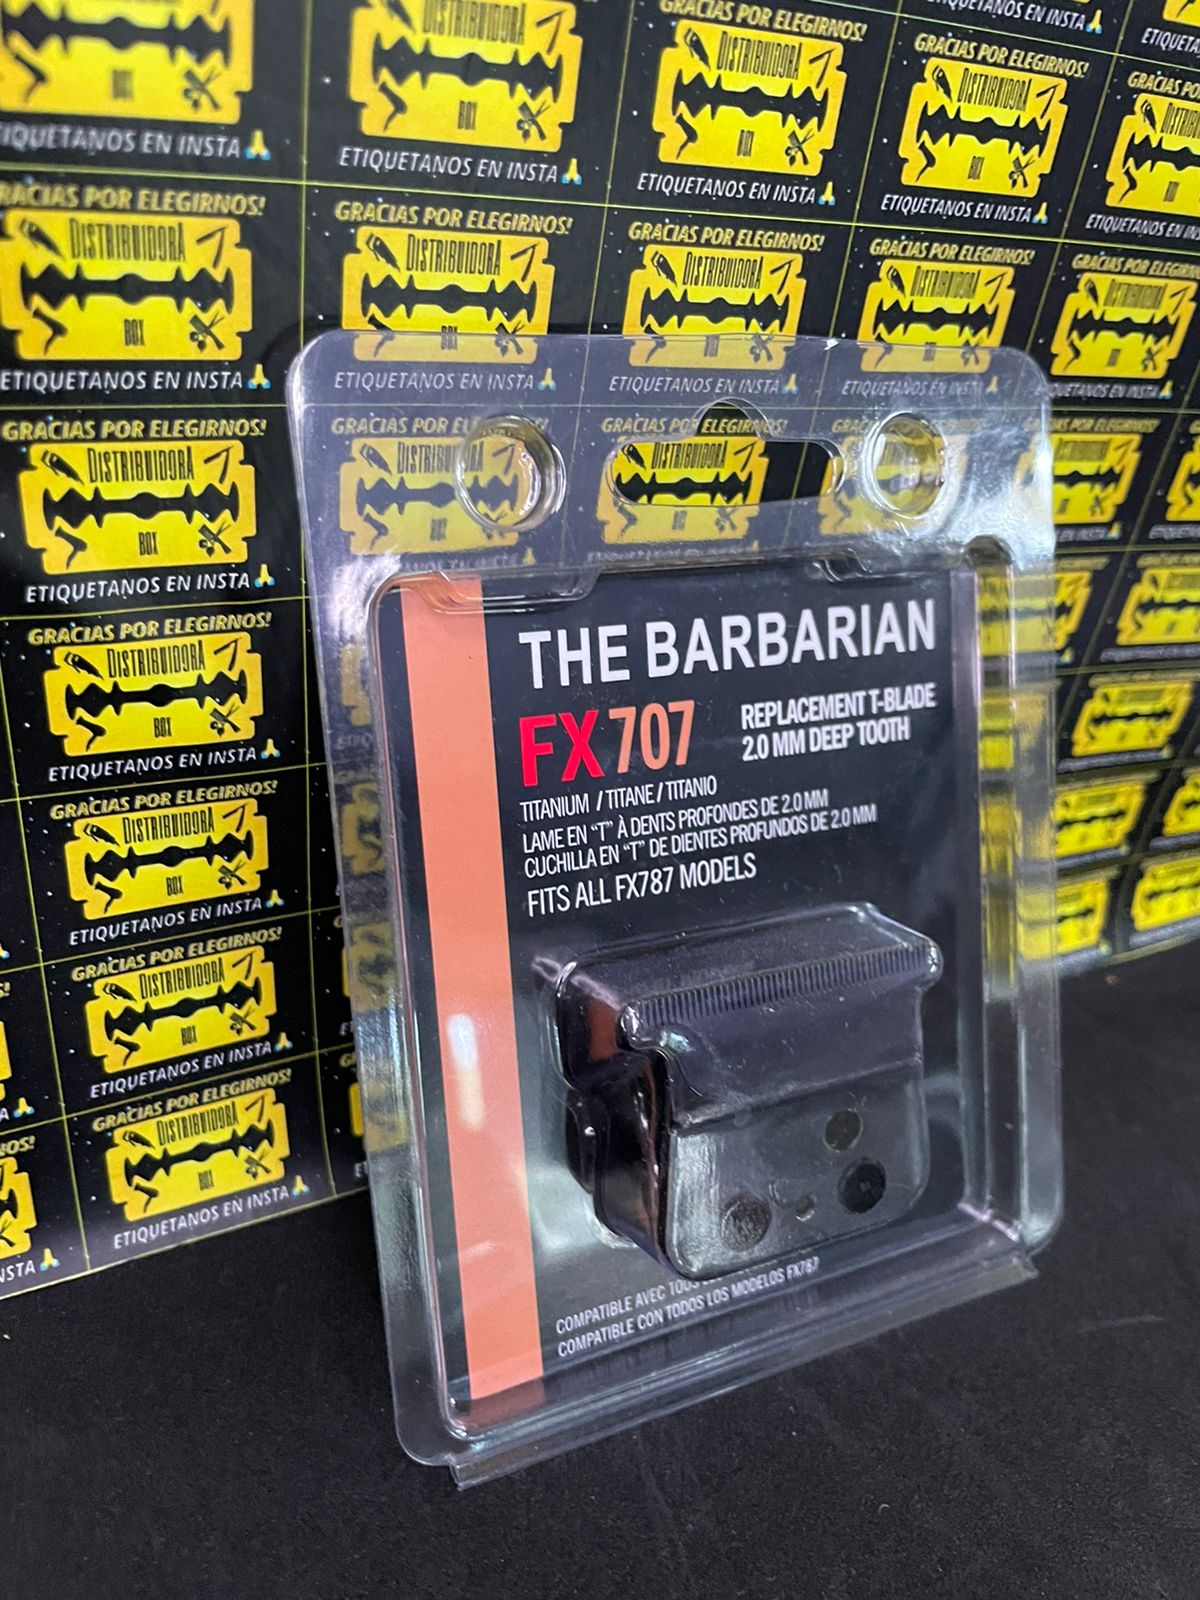 GRACIAS POR ELEGIRNOS!
DISTRIBUIDORA
BOX
ETIQUETANOS EN INSTA
THE BARBARIAN
FX707
REPLACEMENT T-BLADE
2.0 MM DEEP TOOTH
TITANIUM / TITANE / TITANIO
LAME EN “T” À DENTS PROFONDES DE 2.0 MM
CUCHILLA EN “T” DE DIENTES PROFUNDOS DE 2.0 MM
FITS ALL FX787 MODELS
COMPATIBLE AVEC TOUS
COMPATIBLE CON TODOS LOS MODELOS FX787